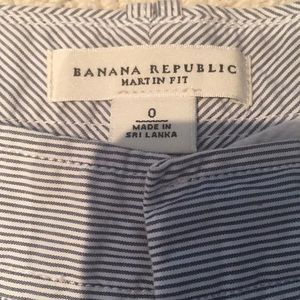 BANANA REPUBLIC
MARTIN FIT
0
MADE IN
SRI LANKA